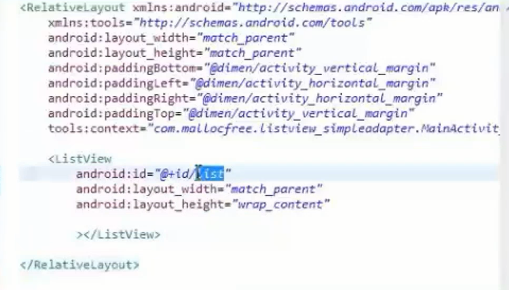 <RelativeLayout xmlns:android="http://schemas.android.com/apk/res/an
xmlns:tools="http://schemas.android.com/tools"
android:layout_width="match_parent"
android:layout_height="match_parent"
android:paddingBottom="@dimen/activity_vertical_margin"
android:paddingLeft="@dimen/activity_horizontal_margin"
android:paddingRight="@dimen/activity_horizontal_margin"
android:paddingTop="@dimen/activity_vertical_margin"
tools:context="com.mallocfree.listview_simpleadapter.MainActivity
<ListView
android:id="@+id/list"
android:layout_width="match_parent"
android:layout_height="wrap_content"
></ListView>
</RelativeLayout>